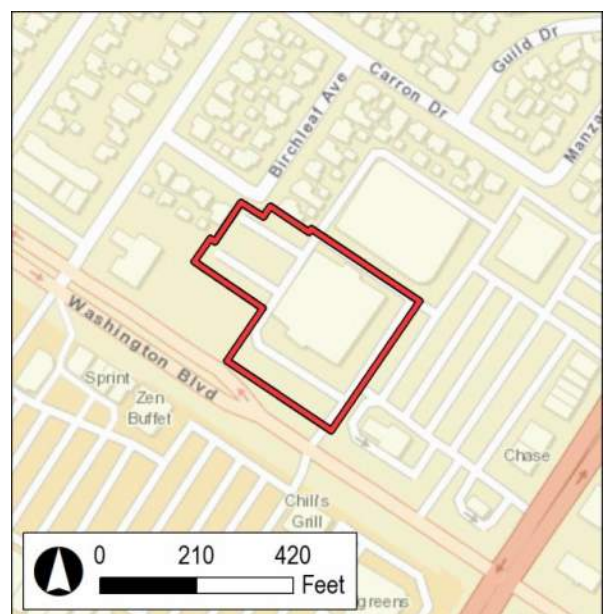 Guild Dr
Carron Dr
Birchleaf Ave
Manza
Washington Blvd
Sprint
Zen
Buffet
Chase
Chili's
Grill
greens
0 210 420
Feet